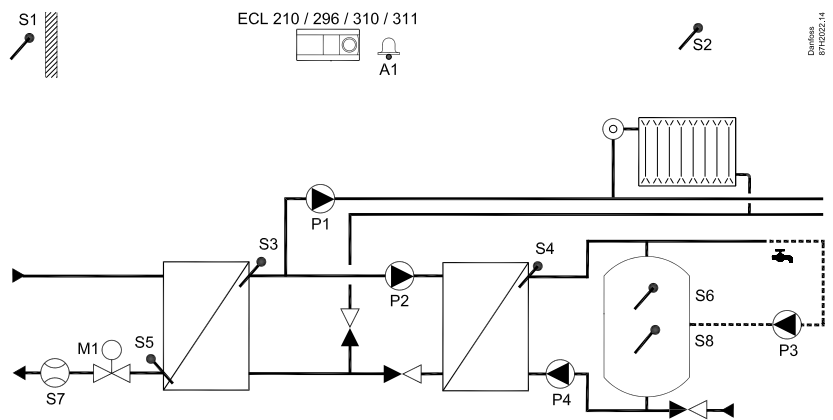 S1
ECL 210 / 296 / 310 / 311
A1
S2
Danfoss
87H2022.14
P1
S3
S4
P2
S6
S8
P3
S5
M1
S7
P4